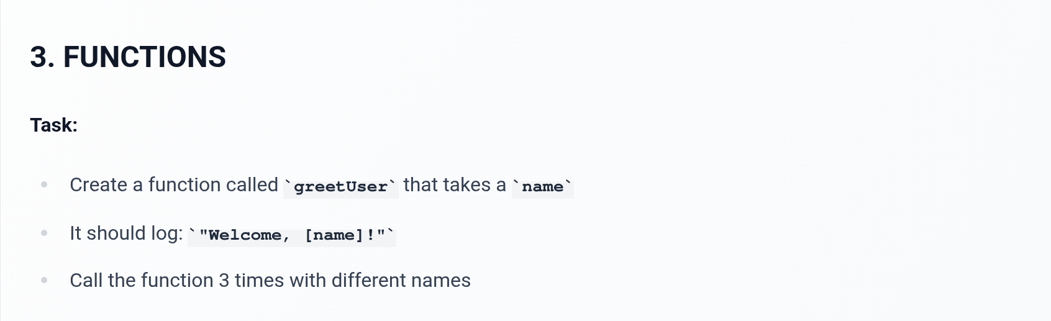 3. FUNCTIONS
Task:
Create a function called `greetUser` that takes a `name`
It should log: `"Welcome, [name]!"`
Call the function 3 times with different names